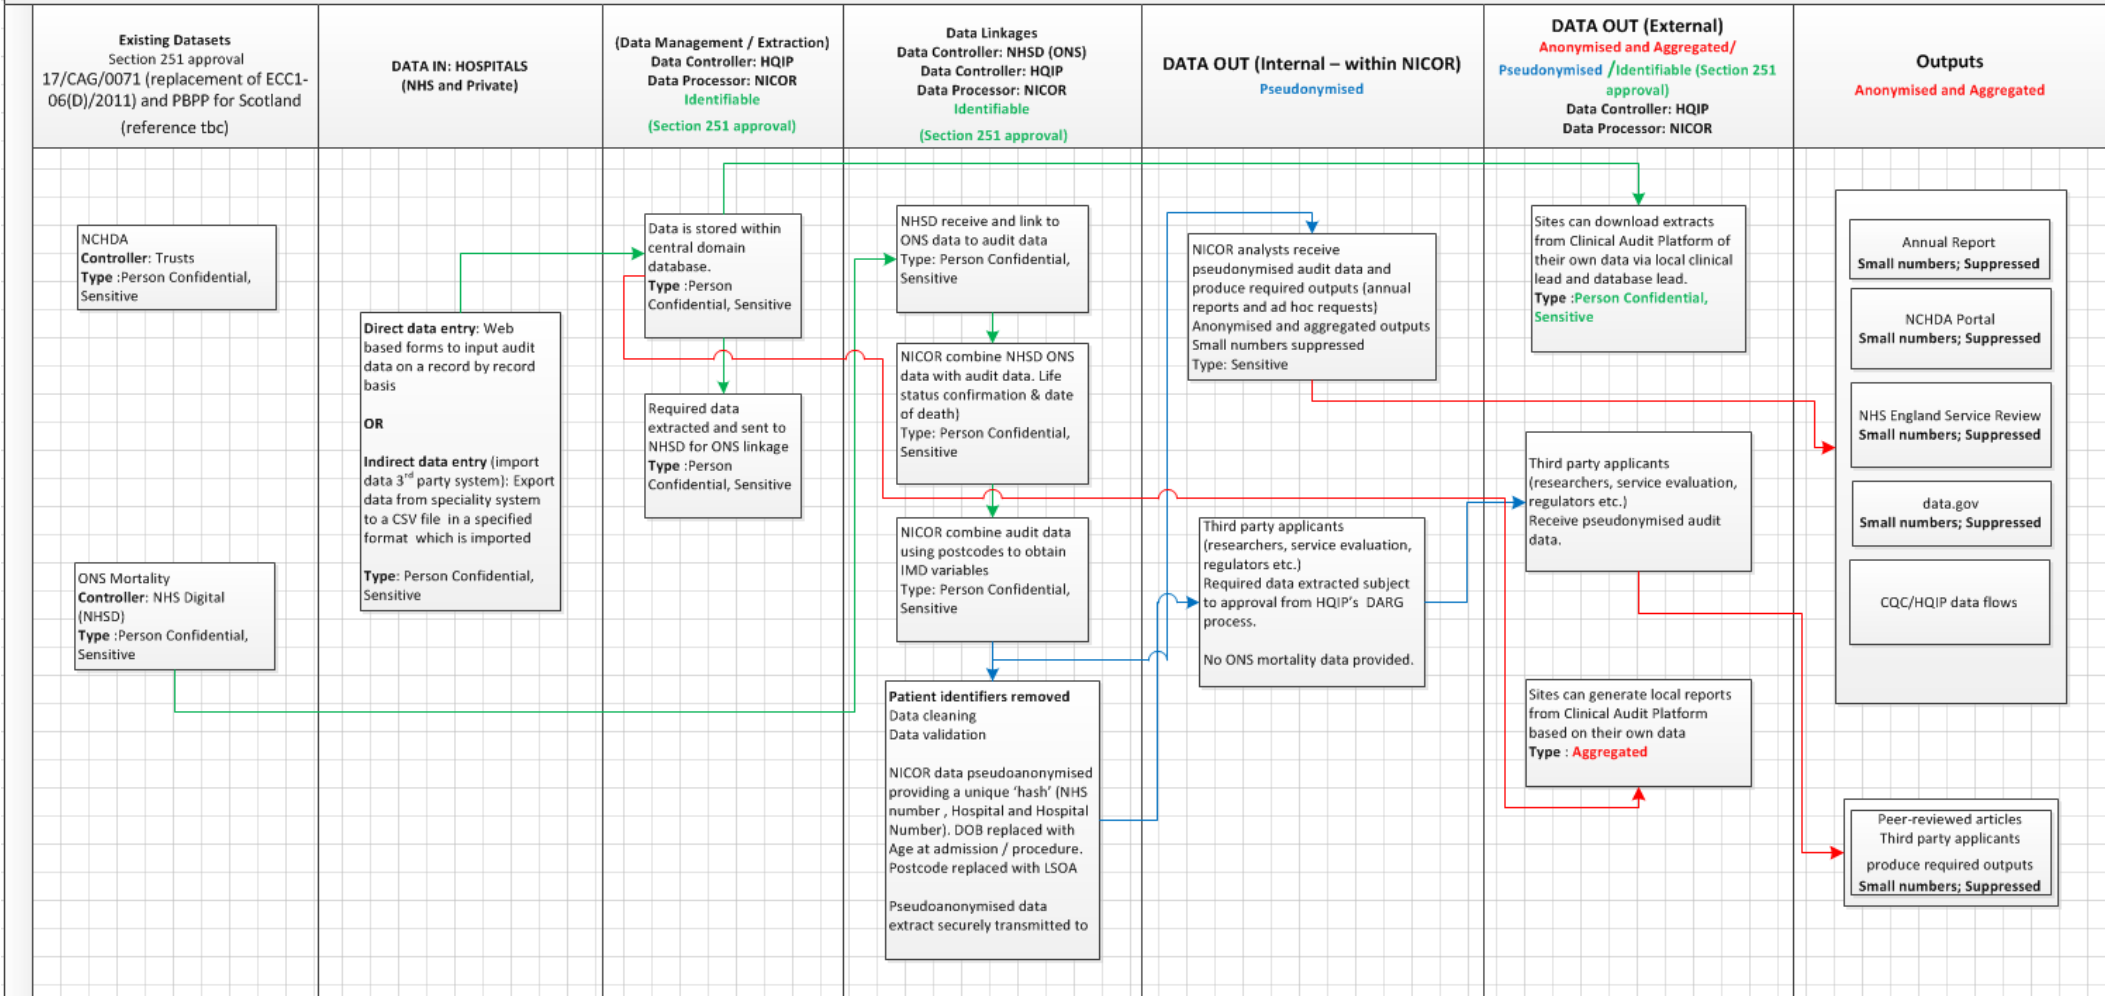 Existing Datasets
Section 251 approval
17/CAG/0071 (replacement of ECC1-
06(D)/2011) and PBPP for Scotland
(reference tbc)
DATA IN: HOSPITALS
(NHS and Private)
(Data Management / Extraction)
Data Controller: HQIP
Data Processor: NICOR
Identifiable
(Section 251 approval)
Data Linkages
Data Controller: NHSD (ONS)
Data Controller: HQIP
Data Processor: NICOR
Identifiable
(Section 251 approval)
DATA OUT (Internal – within NICOR)
Pseudonymised
DATA OUT (External)
Anonymised and Aggregated/
Pseudonymised /Identifiable (Section 251
approval)
Data Controller: HQIP
Data Processor: NICOR
Outputs
Anonymised and Aggregated
NCHDA
Controller: Trusts
Type :Person Confidential,
Sensitive
ONS Mortality
Controller: NHS Digital
(NHSD)
Type :Person Confidential,
Sensitive
Direct data entry: Web
based forms to input audit
data on a record by record
basis
OR
Indirect data entry (import
data 3rd party system): Export
data from speciality system
to a CSV file in a specified
format which is imported
Type: Person Confidential,
Sensitive
Data is stored within
central domain
database.
Type :Person
Confidential, Sensitive
Required data
extracted and sent to
NHSD for ONS linkage
Type :Person
Confidential, Sensitive
NHSD receive and link to
ONS data to audit data
Type: Person Confidential,
Sensitive
NICOR combine NHSD ONS
data with audit data. Life
status confirmation & date
of death)
Type: Person Confidential,
Sensitive
NICOR combine audit data
using postcodes to obtain
IMD variables
Type: Person Confidential,
Sensitive
Patient identifiers removed
Data cleaning
Data validation
NICOR data pseudoanonymised
providing a unique ‘hash’ (NHS
number , Hospital and Hospital
Number). DOB replaced with
Age at admission / procedure.
Postcode replaced with LSOA
Pseudoanonymised data
extract securely transmitted to
NICOR analysts receive
pseudonymised audit data and
produce required outputs (annual
reports and ad hoc requests)
Anonymised and aggregated outputs
Small numbers suppressed
Type: Sensitive
Third party applicants
(researchers, service evaluation,
regulators etc.)
Required data extracted subject
to approval from HQIP’s DARG
process.
No ONS mortality data provided.
Sites can download extracts
from Clinical Audit Platform of
their own data via local clinical
lead and database lead.
Type :Person Confidential,
Sensitive
Third party applicants
(researchers, service evaluation,
regulators etc.)
Receive pseudonymised audit
data.
Sites can generate local reports
from Clinical Audit Platform
based on their own data
Type : Aggregated
Annual Report
Small numbers; Suppressed
NCHDA Portal
Small numbers; Suppressed
NHS England Service Review
Small numbers; Suppressed
data.gov
Small numbers; Suppressed
CQC/HQIP data flows
Peer-reviewed articles
Third party applicants
produce required outputs
Small numbers; Suppressed